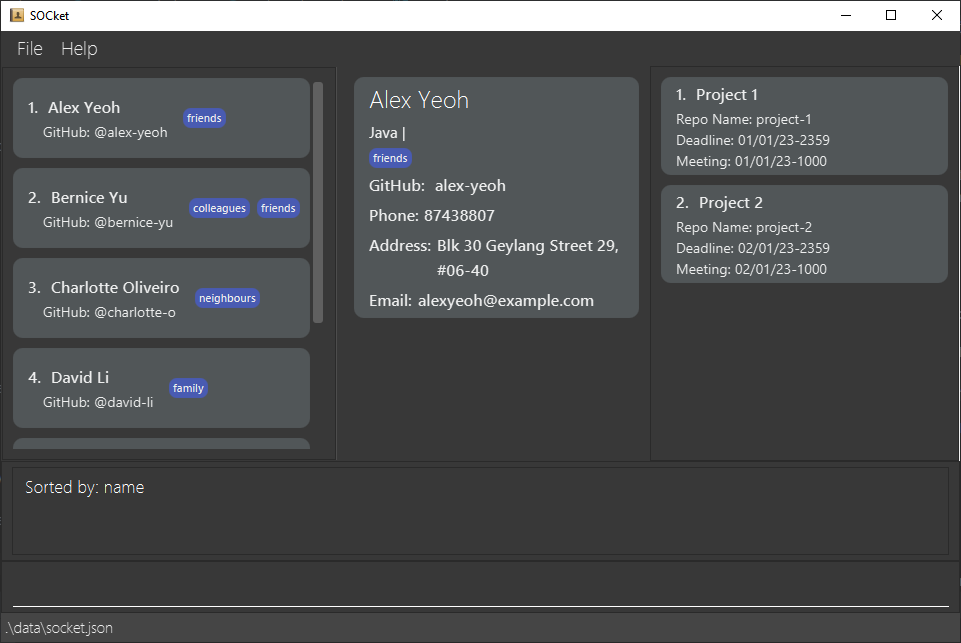 SOCket
File Help
1. Alex Yeoh
GitHub: @alex-yeoh
friends
2. Bernice Yu
GitHub: @bernice-yu
colleagues friends
3. Charlotte Oliveiro
GitHub: @charlotte-o
neighbours
4. David Li
GitHub: @david-li
family
Alex Yeoh
Java |
friends
GitHub: alex-yeoh
Phone: 87438807
Address: Blk 30 Geylang Street 29,
#06-40
Email: alexyeoh@example.com
1. Project 1
Repo Name: project-1
Deadline: 01/01/23-2359
Meeting: 01/01/23-1000
2. Project 2
Repo Name: project-2
Deadline: 02/01/23-2359
Meeting: 02/01/23-1000
Sorted by: name
.\data\socket.json